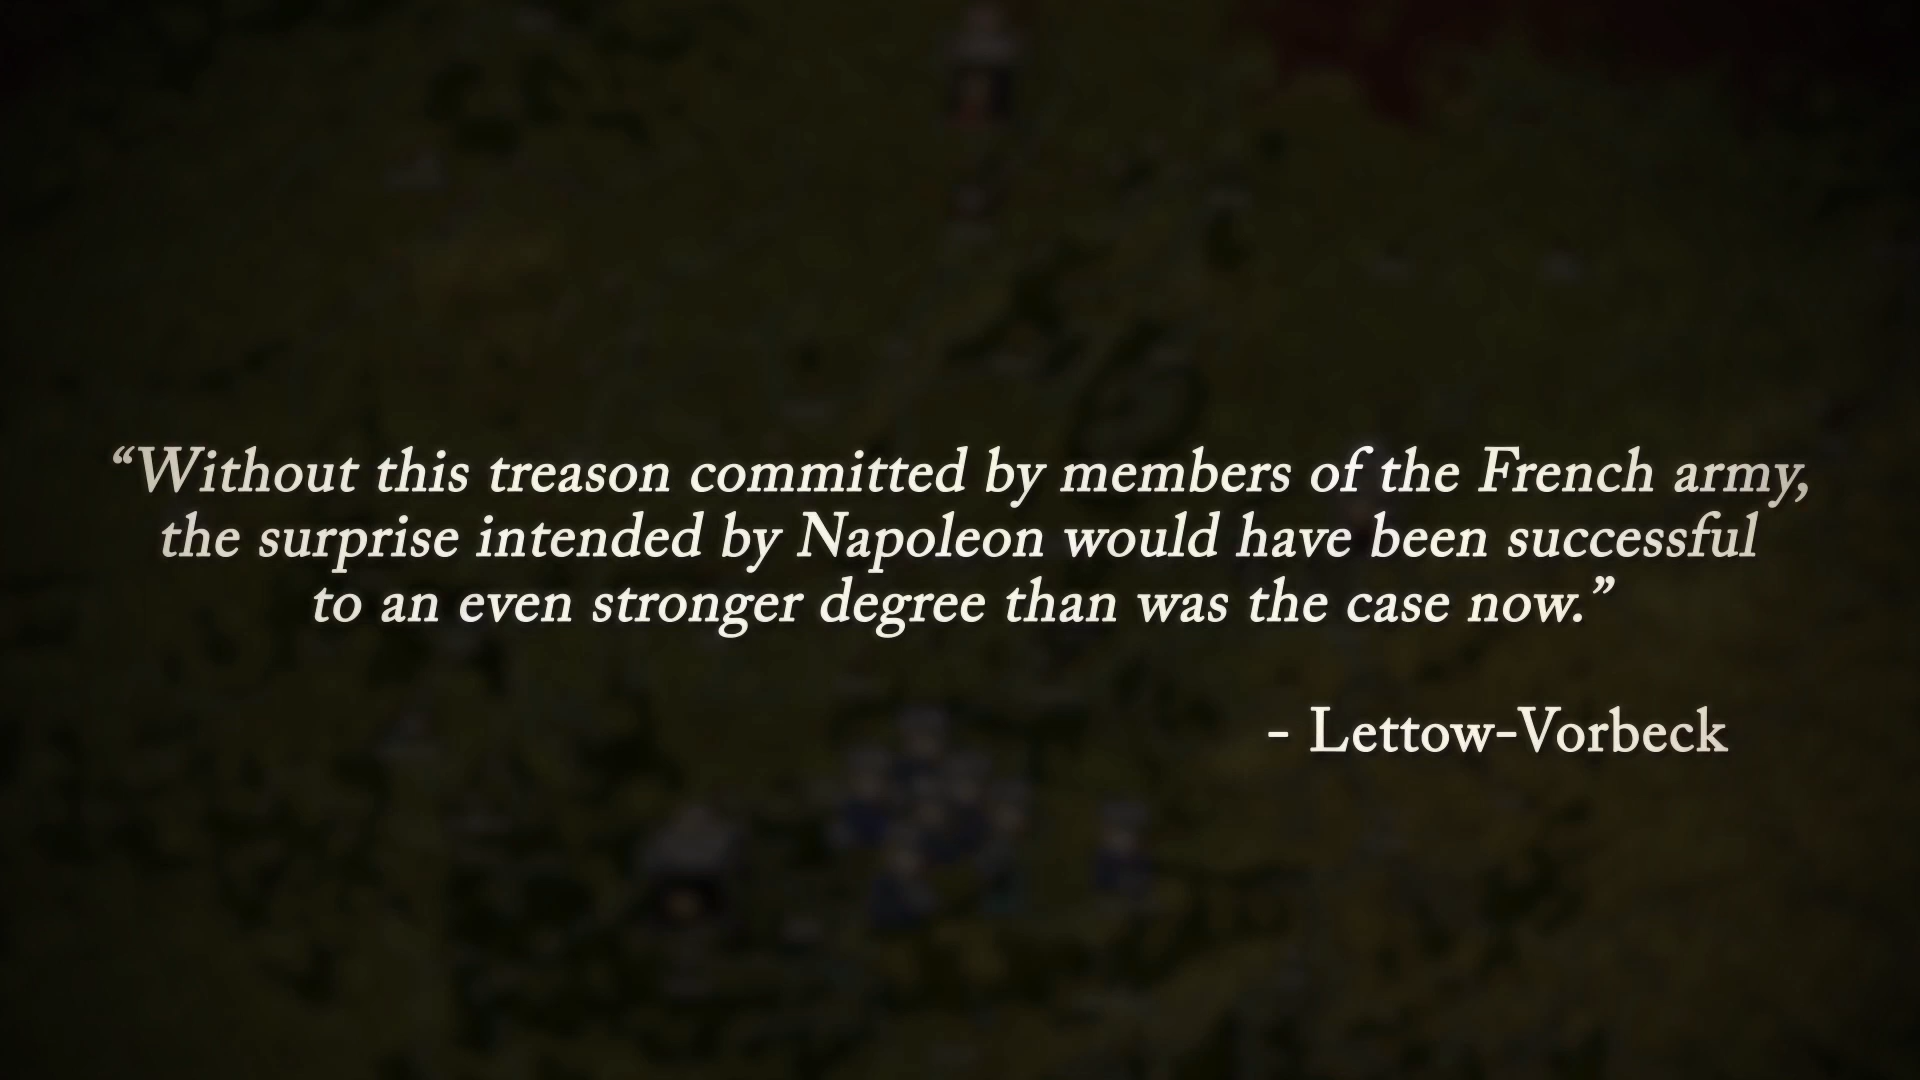 “Without this treason committed by members of the French army,
the surprise intended by Napoleon would have been successful
to an even stronger degree than was the case now.”
- Lettow-Vorbeck